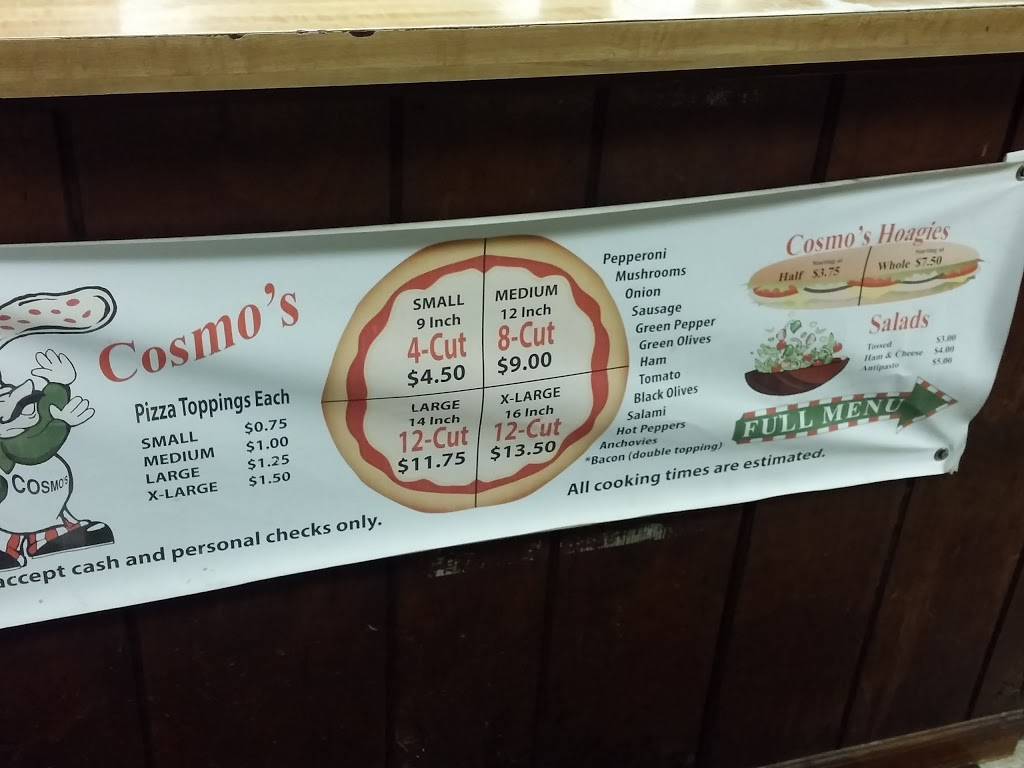 COSMO'S
Cosmo's
Pizza Toppings Each
SMALL $0.75
MEDIUM $1.00
LARGE $1.25
X-LARGE $1.50
accept cash and personal checks only.
SMALL
9 Inch
4-Cut
$4.50
MEDIUM
12 Inch
8-Cut
$9.00
LARGE
14 Inch
12-Cut
$11.75
X-LARGE
16 Inch
12-Cut
$13.50
Pepperoni
Mushrooms
Onion
Sausage
Green Pepper
Green Olives
Ham
Tomato
Black Olives
Salami
Hot Peppers
Anchovies
*Bacon (double topping)
All cooking times are estimated.
Cosmo's Hoagies
Starting at
Half $3.75
Starting at
Whole $7.50
Salads
Tossed $3.00
Ham & Cheese $4.00
Antipasto $5.00
FULL MENU